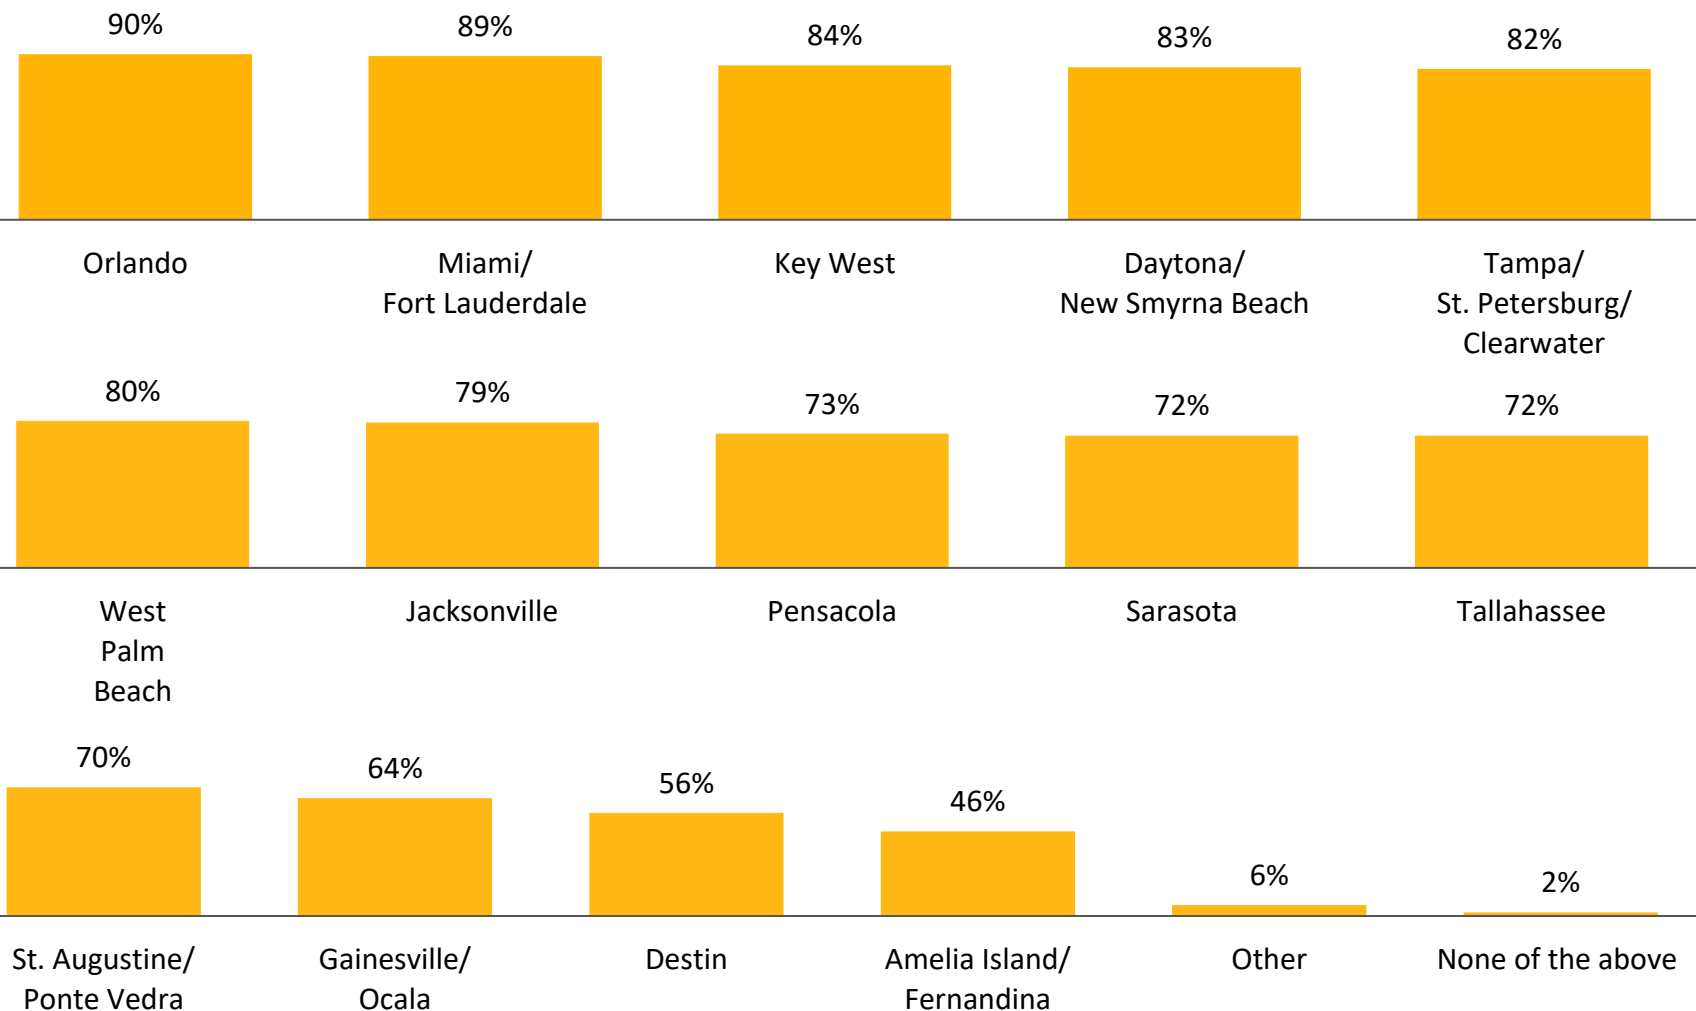 90%
89%
84%
83%
82%
Orlando
Miami/
Fort Lauderdale
Key West
Daytona/
New Smyrna Beach
Tampa/
St. Petersburg/
Clearwater
80%
79%
73%
72%
72%
West
Palm
Beach
Jacksonville
Pensacola
Sarasota
Tallahassee
70%
64%
56%
46%
6%
2%
St. Augustine/
Ponte Vedra
Gainesville/
Ocala
Destin
Amelia Island/
Fernandina
Other
None of the above